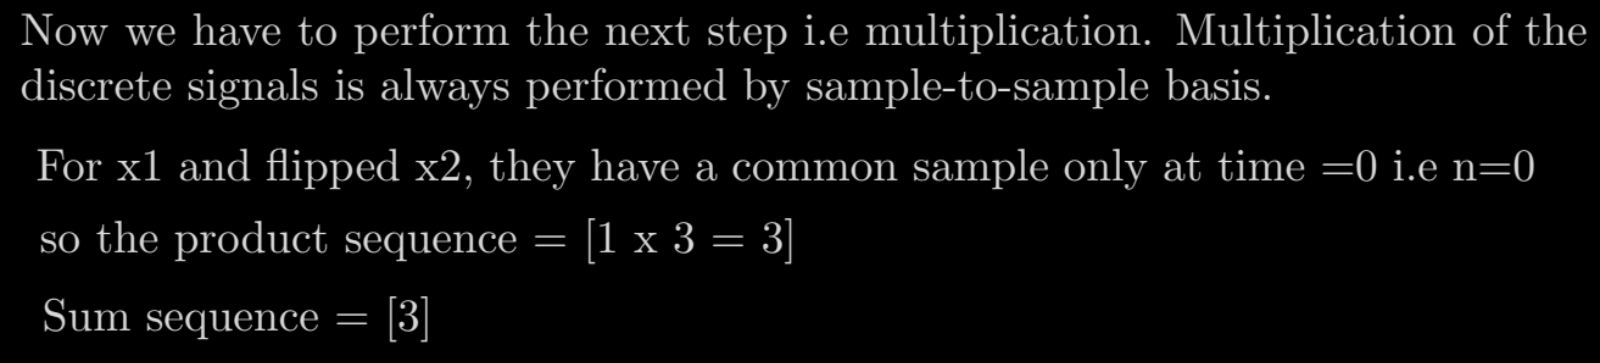 Now we have to perform the next step i.e multiplication. Multiplication of the
discrete signals is always performed by sample-to-sample basis.
For x1 and flipped x2, they have a common sample only at time =0 i.e n=0
so the product sequence = [1 x 3 = 3]
Sum sequence = [3]